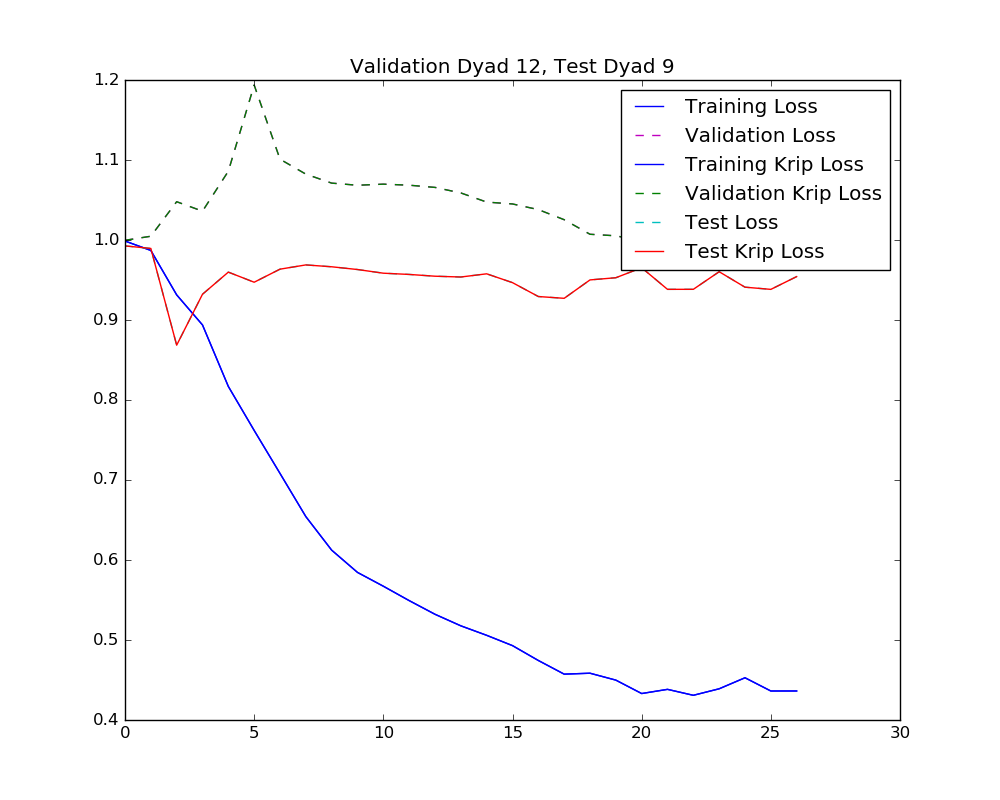 Validation Dyad 12, Test Dyad 9
1.2
1.1
1.0
0.9
0.8
0.7
0.6
0.5
0.4
Training Loss
Validation Loss
Training Krip Loss
Validation Krip Loss
Test Loss
Test Krip Loss
0 5 10 15 20 25 30